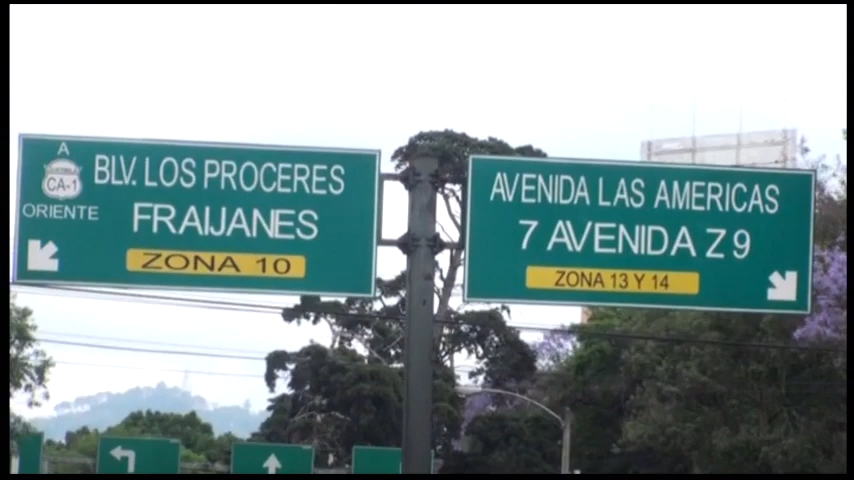 A
CA-1
ORIENTE
BLV. LOS PROCERES
FRAIJANES
ZONA 10
AVENIDA LAS AMERICAS
7 AVENIDA Z 9
ZONA 13 Y 14